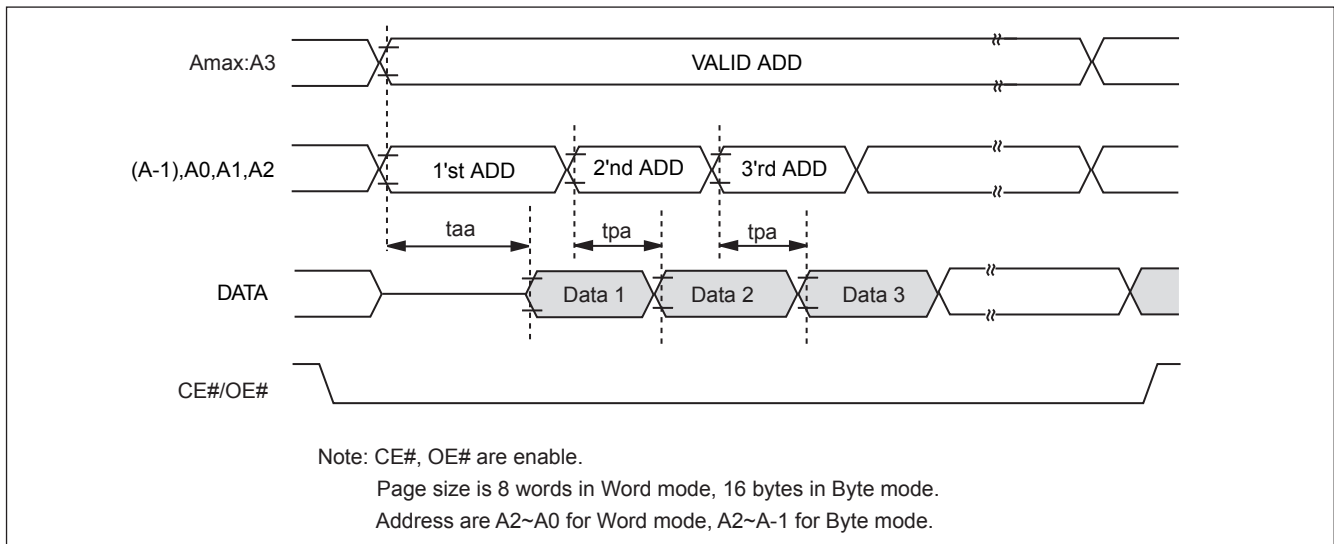 Amax:A3
VALID ADD
(A-1),A0,A1,A2
1'st ADD
2'nd ADD
3'rd ADD
taa
tpa
tpa
DATA
Data 1
Data 2
Data 3
CE#/OE#
Note: CE#, OE# are enable.
Page size is 8 words in Word mode, 16 bytes in Byte mode.
Address are A2~A0 for Word mode, A2~A-1 for Byte mode.